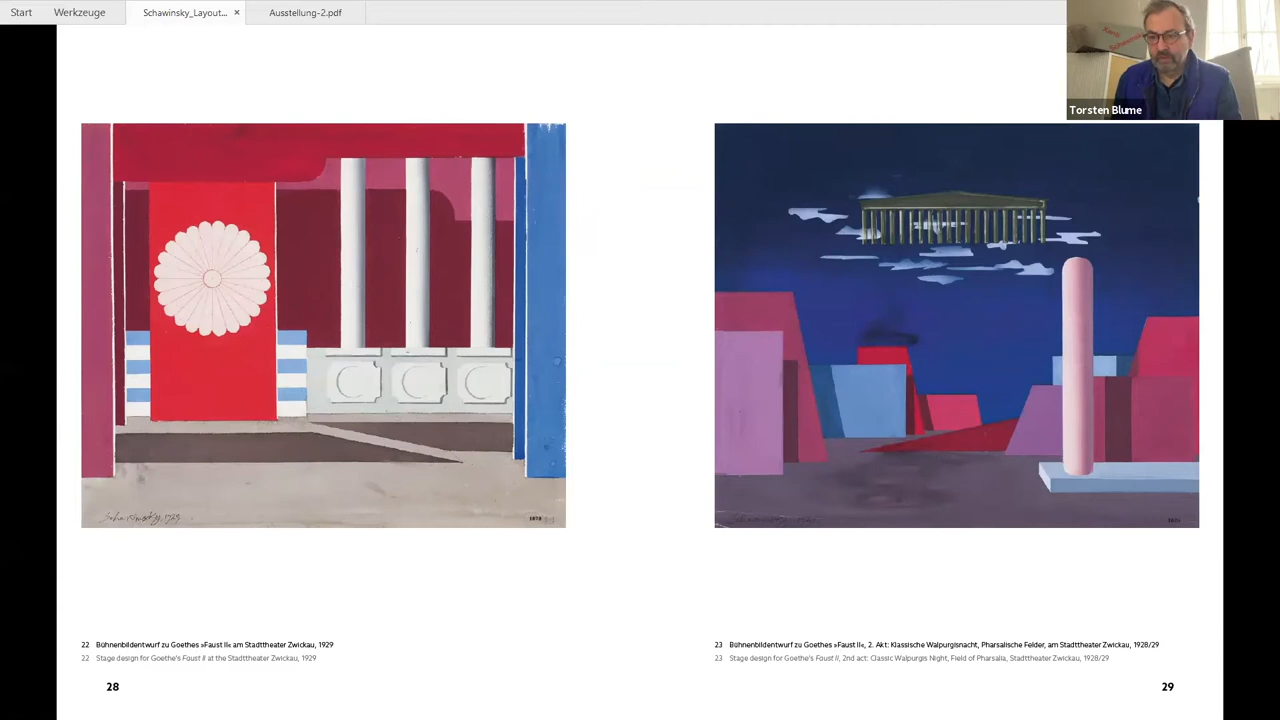 Start Werkzeuge Schawinsky_Layout... × Ausstellung-2.pdf
Torsten Blume
22 Bühnenbildentwurf zu Goethes »Faust II« am Stadttheater Zwickau, 1929
22 Stage design for Goethe's Faust II at the Stadttheater Zwickau, 1929
28
23 Bühnenbildentwurf zu Goethes »Faust II«, 2. Akt: Klassische Walpurgisnacht, Pharsalische Felder, am Stadttheater Zwickau, 1928/29
23 Stage design for Goethe's Faust II, 2nd act: Classic Walpurgis Night, Field of Pharsalia, Stadttheater Zwickau, 1928/29
29